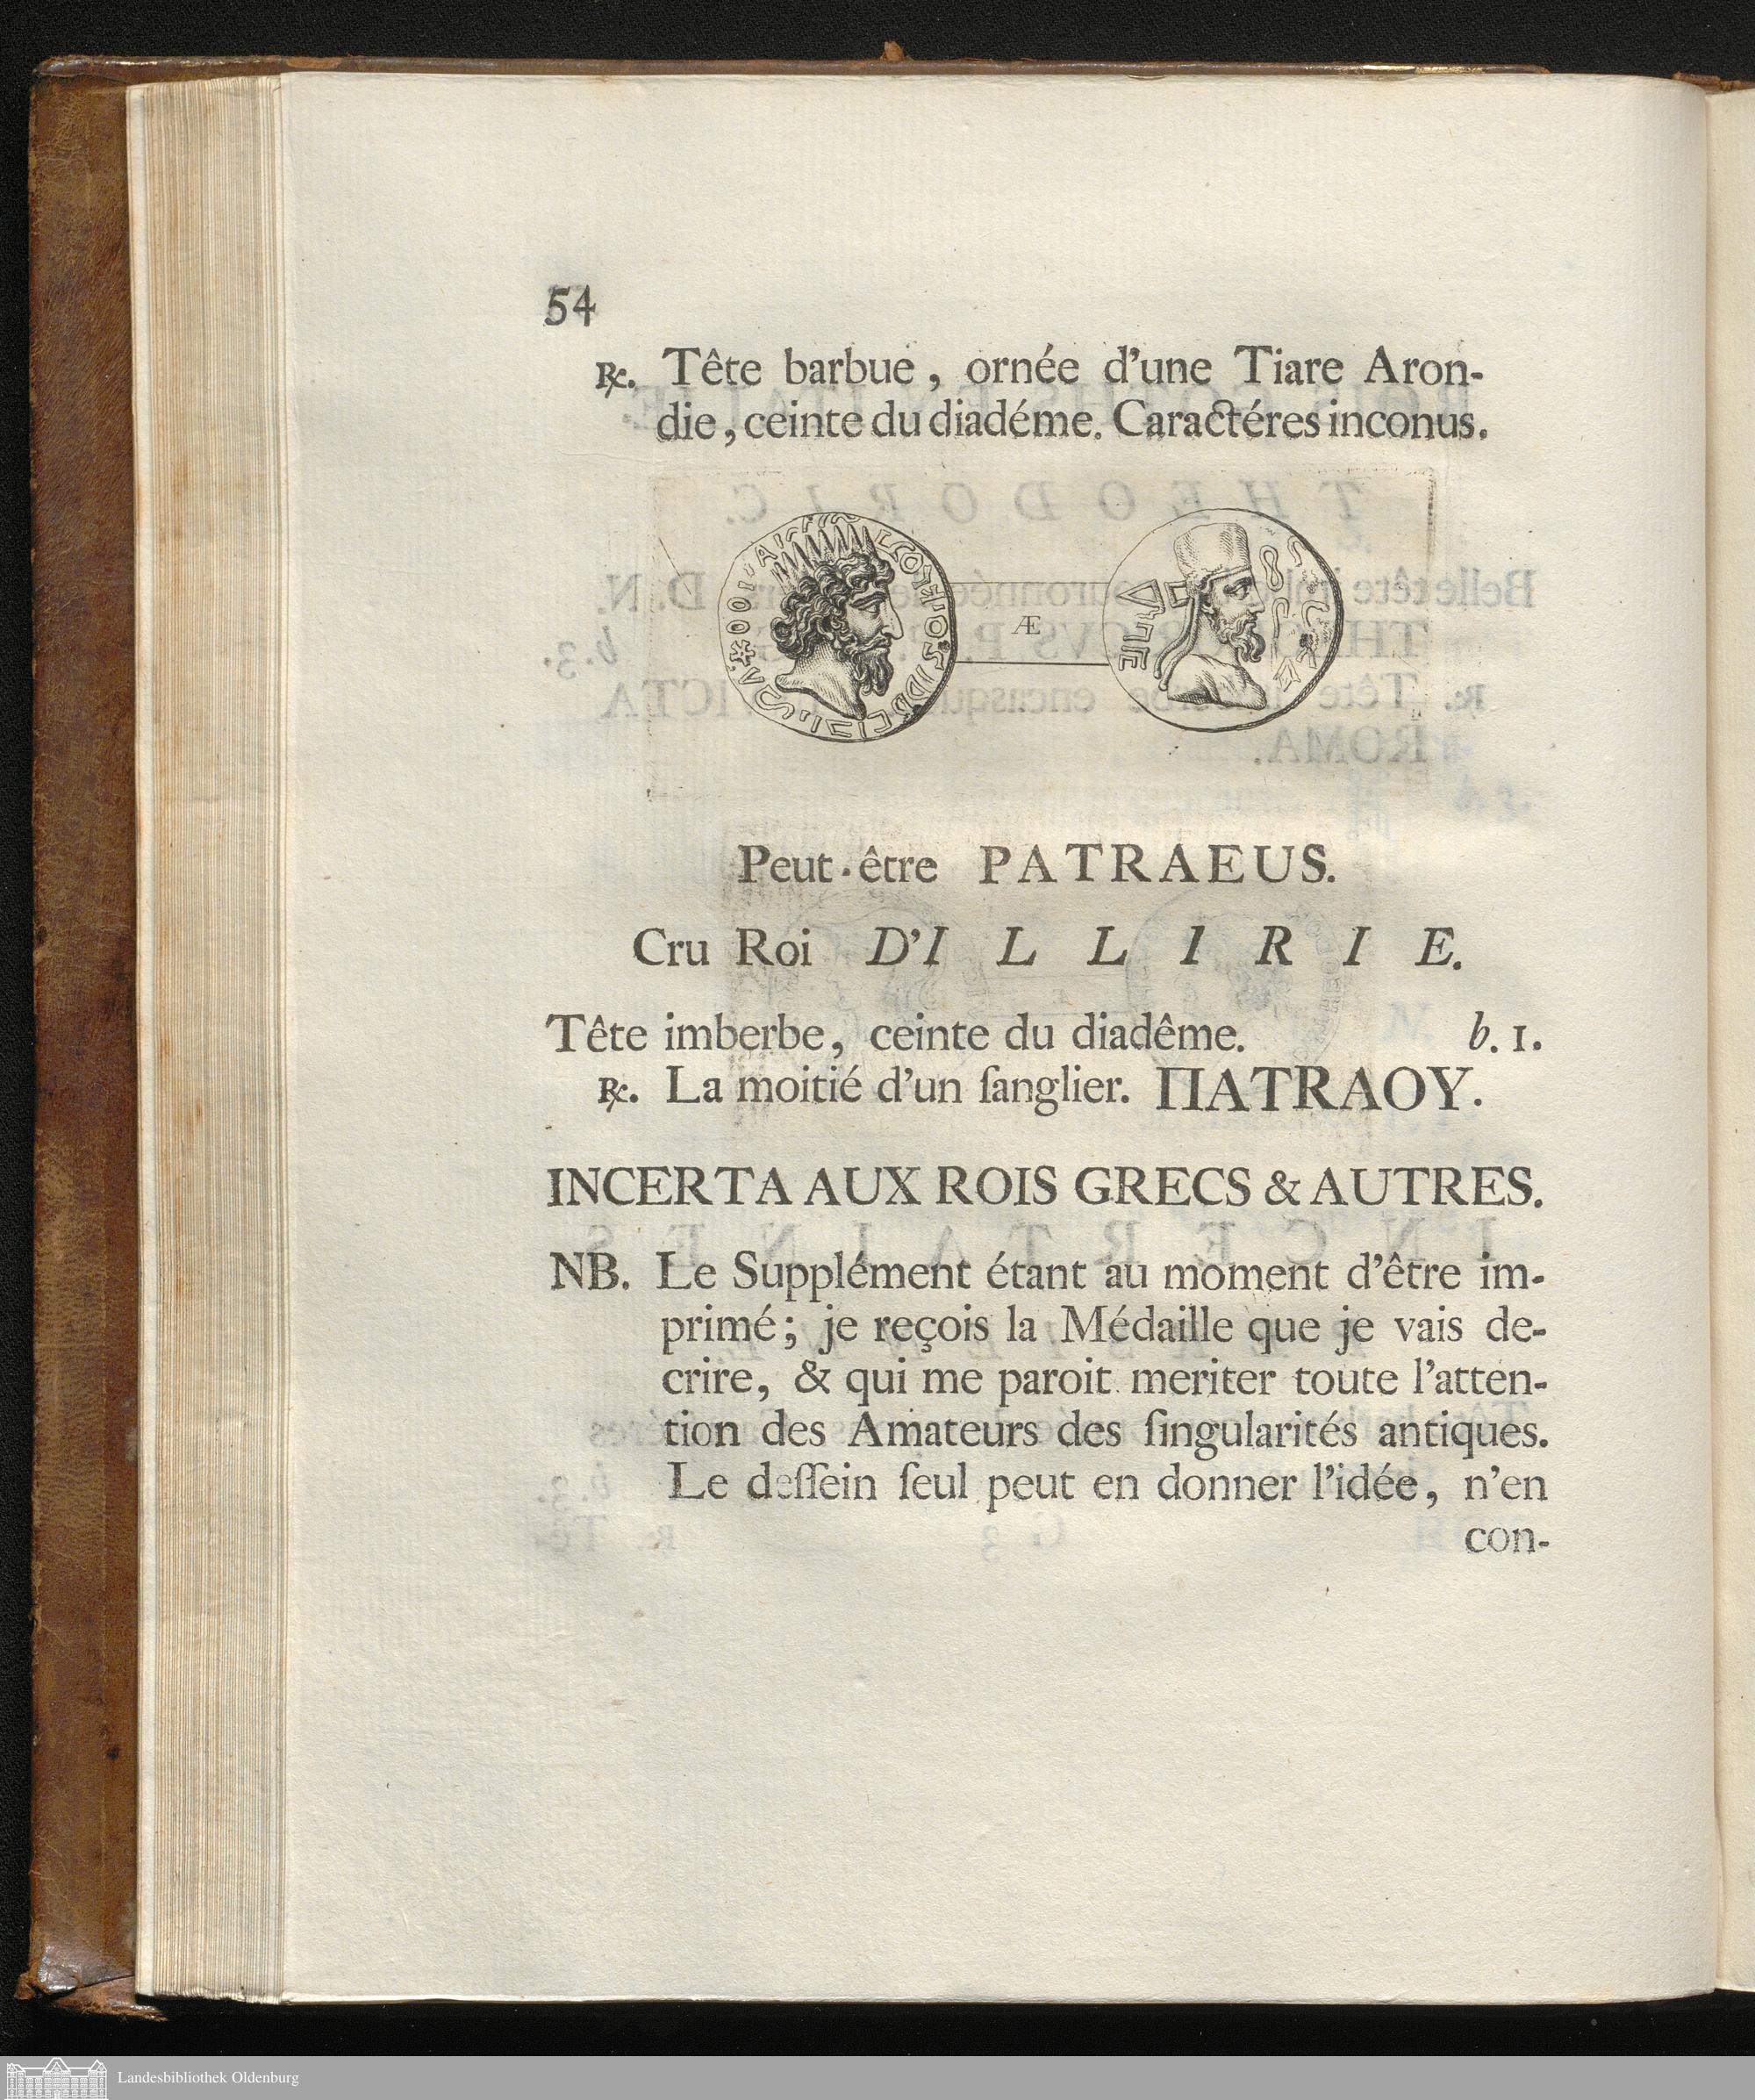 54
℞. Tête barbue, ornée d'une Tiare Aron-
die, ceinte du diadéme. Caractéres inconus.
Æ
Peut-être PATRAEUS.
Cru Roi D'ILLIRIE.
Tête imberbe, ceinte du diadême. b. 1.
℞. La moitié d'un ſanglier. ΠATRAOY.
INCERTA AUX ROIS GRECS & AUTRES.
NB. Le Supplément étant au moment d'être im-
primé; je reçois la Médaille que je vais de-
crire, & qui me paroit meriter toute l'atten-
tion des Amateurs des ſingularités antiques.
Le deſſein ſeul peut en donner l'idée, n'en
con-
Landesbibliothek Oldenburg